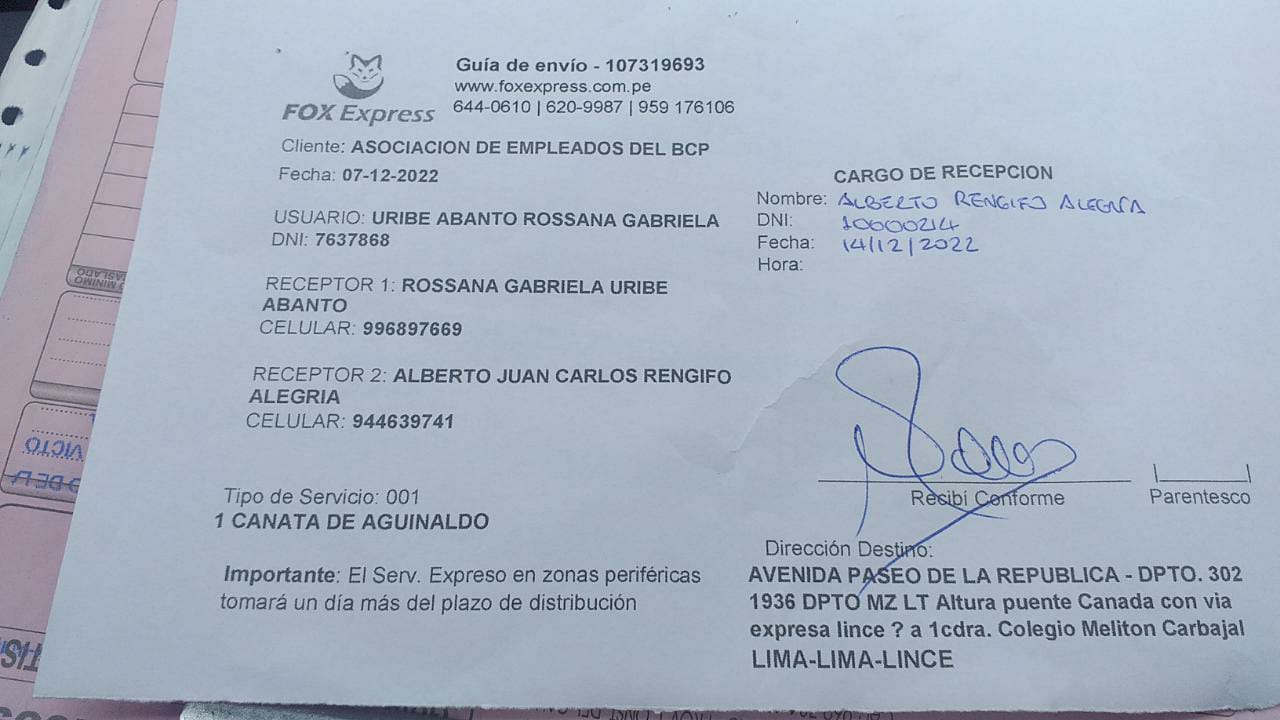 FOX Express
Guía de envío - 107319693
www.foxexpress.com.pe
644-0610 | 620-9987 | 959 176106
Cliente: ASOCIACION DE EMPLEADOS DEL BCP
Fecha: 07-12-2022
USUARIO: URIBE ABANTO ROSSANA GABRIELA
DNI: 7637868
RECEPTOR 1: ROSSANA GABRIELA URIBE
ABANTO
CELULAR: 996897669
RECEPTOR 2: ALBERTO JUAN CARLOS RENGIFO
ALEGRIA
CELULAR: 944639741
Tipo de Servicio: 001
1 CANATA DE AGUINALDO
Importante: El Serv. Expreso en zonas periféricas
tomará un día más del plazo de distribución
CARGO DE RECEPCION
Nombre: ALBERTO RENGIFO ALEGRIA
DNI: 10600214
Fecha: 14/12/2022
Hora:
Recibí Conforme
Parentesco
Dirección Destino:
AVENIDA PASEO DE LA REPUBLICA - DPTO. 302
1936 DPTO MZ LT Altura puente Canada con via
expresa lince ? a 1cdra. Colegio Meliton Carbajal
LIMA-LIMA-LINCE
MINIMO
VICTO